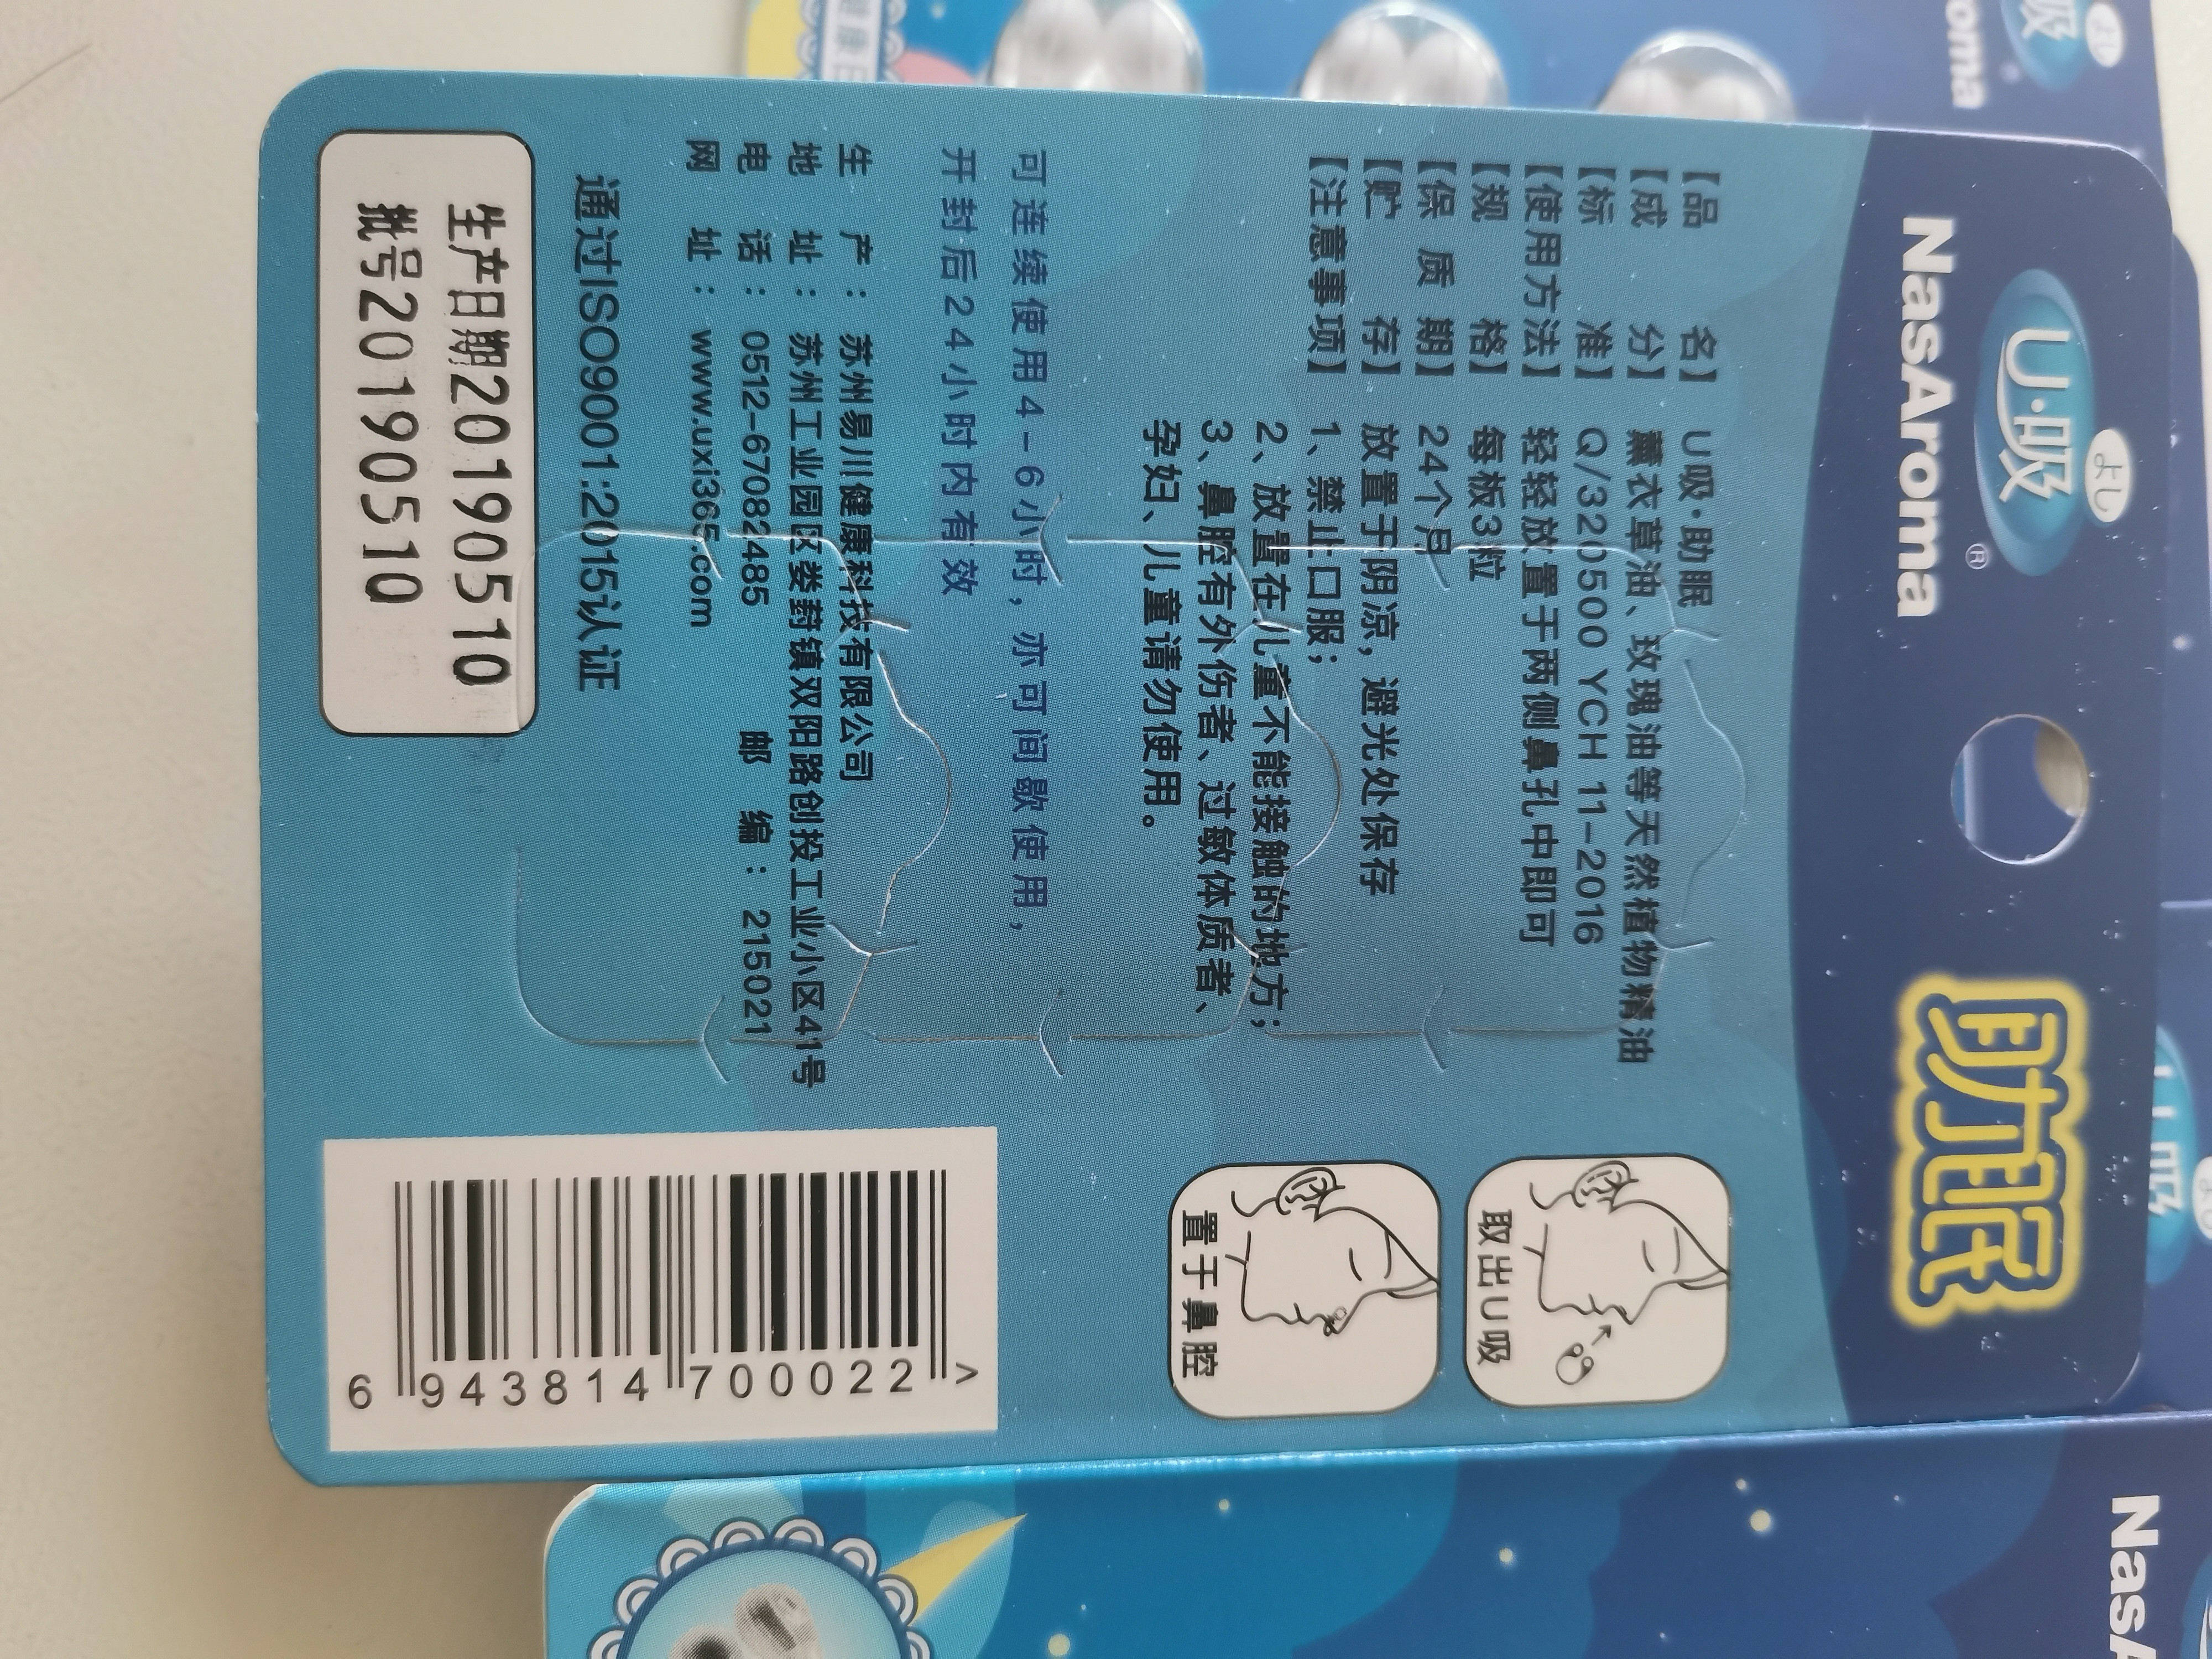 U·吸
よし
NasAroma
®
助眠
【品 名】 U吸·助眠
【成 分】 薰衣草油、玫瑰油等天然植物精油
【标 准】 Q/320500 YCH 11-2016
【使用方法】 轻轻放置于两侧鼻孔中即可
【规 格】 每板3粒
【保 质 期】 24个月
【贮 存】 放置于阴凉，避光处保存
【注意事项】 1、禁止口服；
2、放置在儿童不能接触的地方；
3、鼻腔有外伤者、过敏体质者、
孕妇、儿童请勿使用。
取出U吸
置于鼻腔
可连续使用4-6小时，亦可间歇使用，
开封后24小时内有效
生 产： 苏州易川健康科技有限公司
地 址： 苏州工业园区娄葑镇双阳路创投工业小区41号
电 话： 0512-67082485 邮 编： 215021
网 址： www.uxi365.com
通过ISO9001:2015认证
生产日期20190510
批号20190510
6 943814 700022 >
吸
よし
roma
健康
U吸
NasA